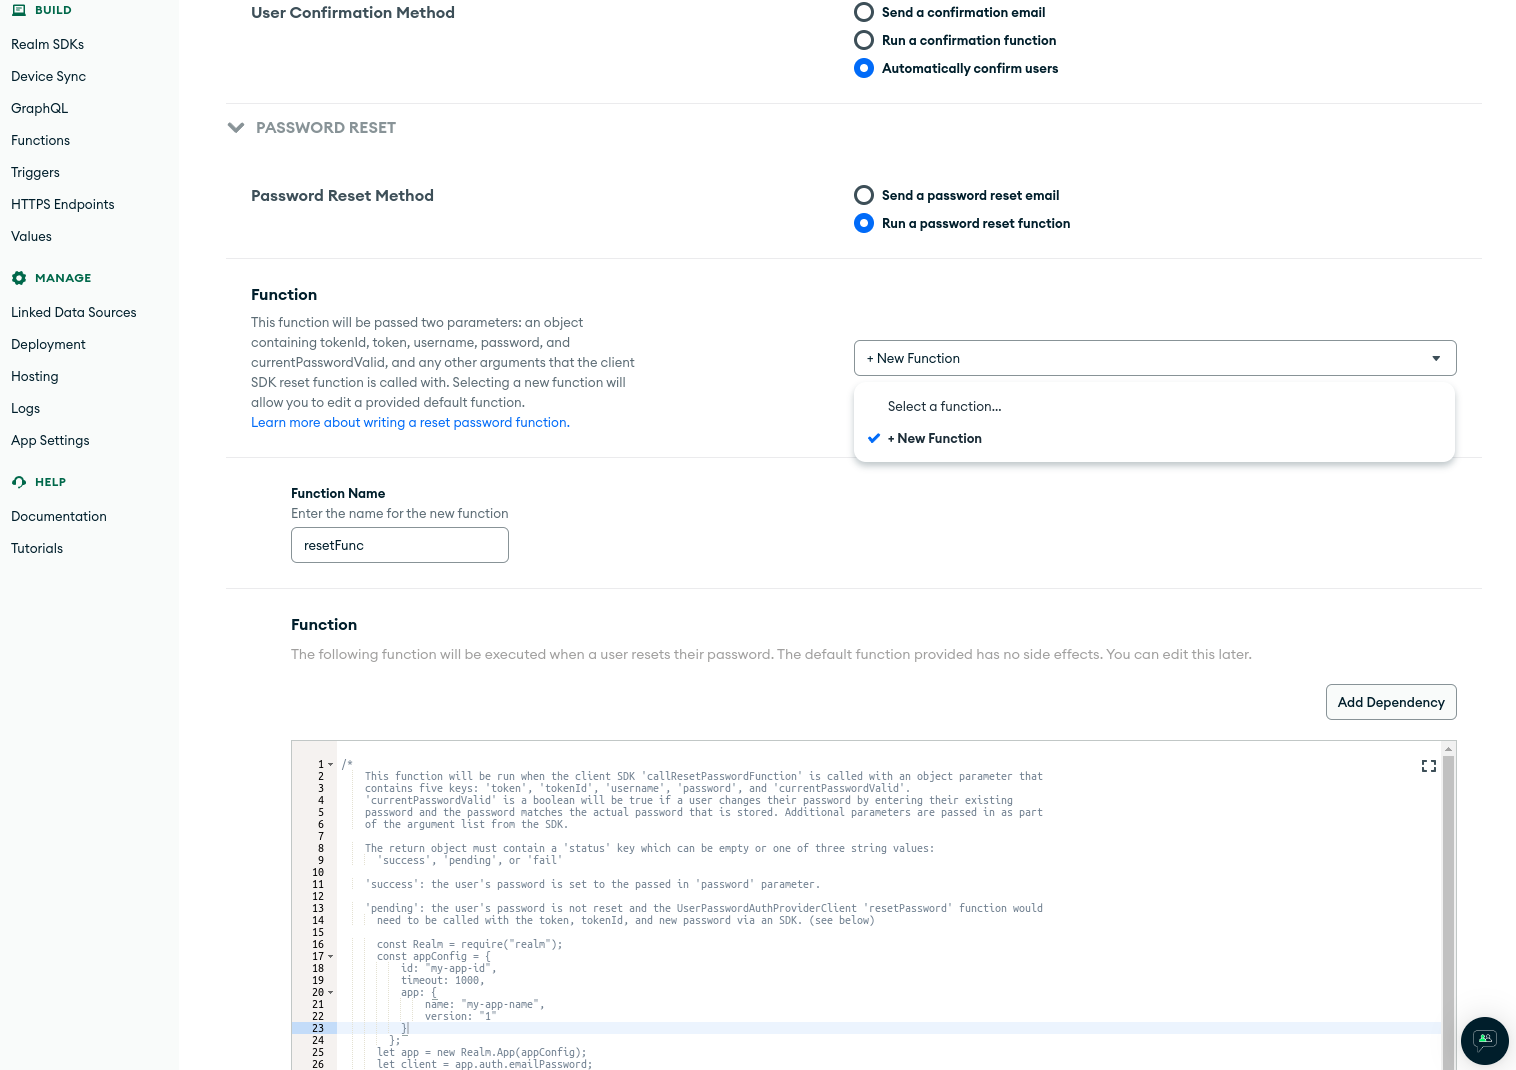 BUILD
Realm SDKs
Device Sync
GraphQL
Functions
Triggers
HTTPS Endpoints
Values
MANAGE
Linked Data Sources
Deployment
Hosting
Logs
App Settings
HELP
Documentation
Tutorials
User Confirmation Method
Send a confirmation email
Run a confirmation function
Automatically confirm users
PASSWORD RESET
Password Reset Method
Send a password reset email
Run a password reset function
Function
This function will be passed two parameters: an object
containing tokenId, token, username, password, and
currentPasswordValid, and any other arguments that the client
SDK reset function is called with. Selecting a new function will
allow you to edit a provided default function.
Learn more about writing a reset password function.
+ New Function
Select a function...
+ New Function
Function Name
Enter the name for the new function
resetFunc
Function
The following function will be executed when a user resets their password. The default function provided has no side effects. You can edit this later.
Add Dependency
1 /*
2 This function will be run when the client SDK 'callResetPasswordFunction' is called with an object parameter that
3 contains five keys: 'token', 'tokenId', 'username', 'password', and 'currentPasswordValid'.
4 'currentPasswordValid' is a boolean will be true if a user changes their password by entering their existing
5 password and the password matches the actual password that is stored. Additional parameters are passed in as part
6 of the argument list from the SDK.
7
8 The return object must contain a 'status' key which can be empty or one of three string values:
9 'success', 'pending', or 'fail'
10
11 'success': the user's password is set to the passed in 'password' parameter.
12
13 'pending': the user's password is not reset and the UserPasswordAuthProviderClient 'resetPassword' function would
14 need to be called with the token, tokenId, and new password via an SDK. (see below)
15
16 const Realm = require("realm");
17 const appConfig = {
18 id: "my-app-id",
19 timeout: 1000,
20 app: {
21 name: "my-app-name",
22 version: "1"
23 }
24 };
25 let app = new Realm.App(appConfig);
26 let client = app.auth.emailPassword;